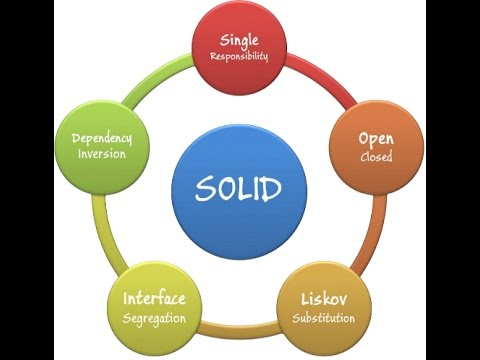 Single
Responsibility
Open
Closed
Liskov
Substitution
Interface
Segregation
Dependency
Inversion
SOLID